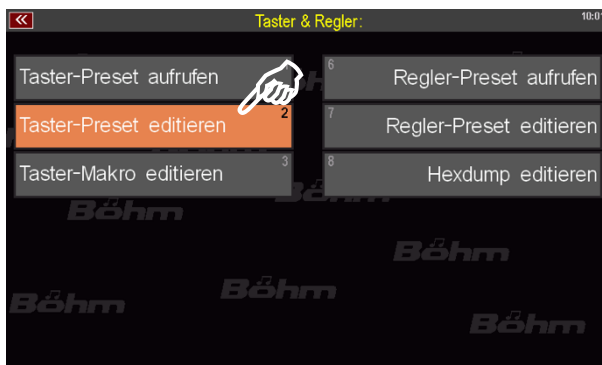 Taster & Regler:
10:01
Taster-Preset aufrufen
6
Regler-Preset aufrufen
Taster-Preset editieren
2
7
Regler-Preset editieren
Taster-Makro editieren
3
8
Hexdump editieren
Böhm
Böhm
Böhm
Böhm
Böhm